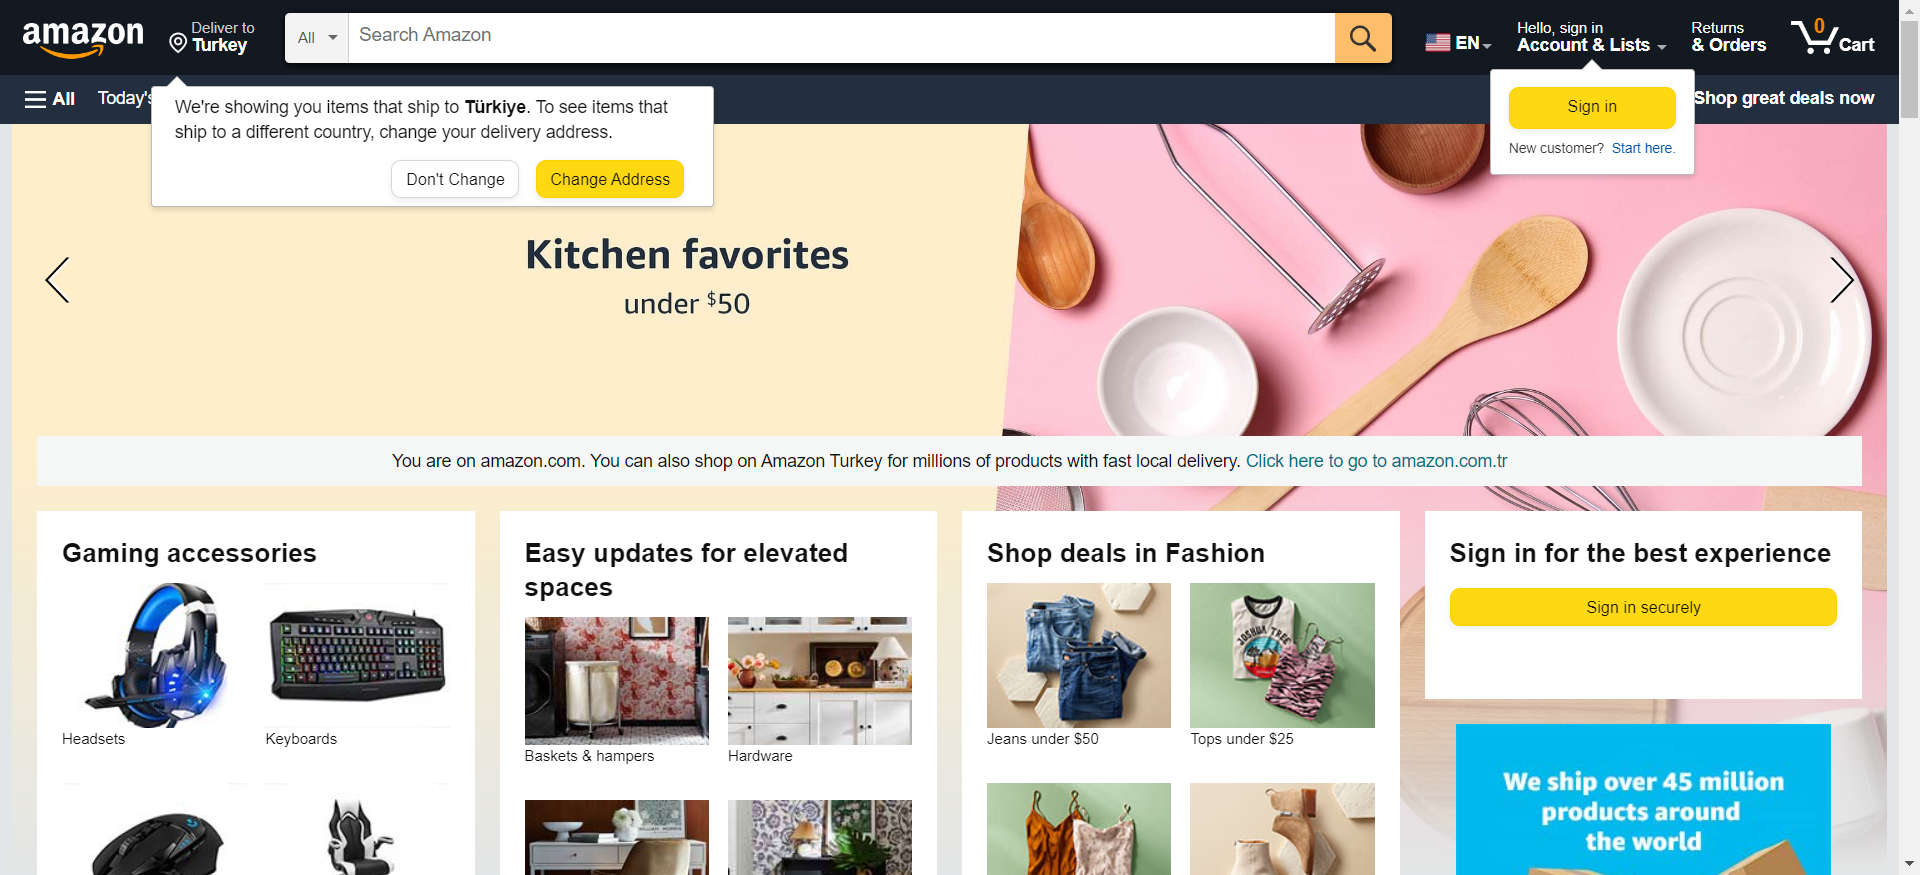 amazon
Deliver to
Turkey
All
Search Amazon
EN
Hello, sign in
Account & Lists
Returns
& Orders
0
Cart
All
Today's
Shop great deals now
We're showing you items that ship to Türkiye. To see items that
ship to a different country, change your delivery address.
Don't Change
Change Address
Sign in
New customer? Start here.
Kitchen favorites
under $50
You are on amazon.com. You can also shop on Amazon Turkey for millions of products with fast local delivery. Click here to go to amazon.com.tr
Gaming accessories
Headsets
Keyboards
Easy updates for elevated
spaces
Baskets & hampers
Hardware
Shop deals in Fashion
JOSHUA TREE
Jeans under $50
Tops under $25
Sign in for the best experience
Sign in securely
We ship over 45 million
products around
the world